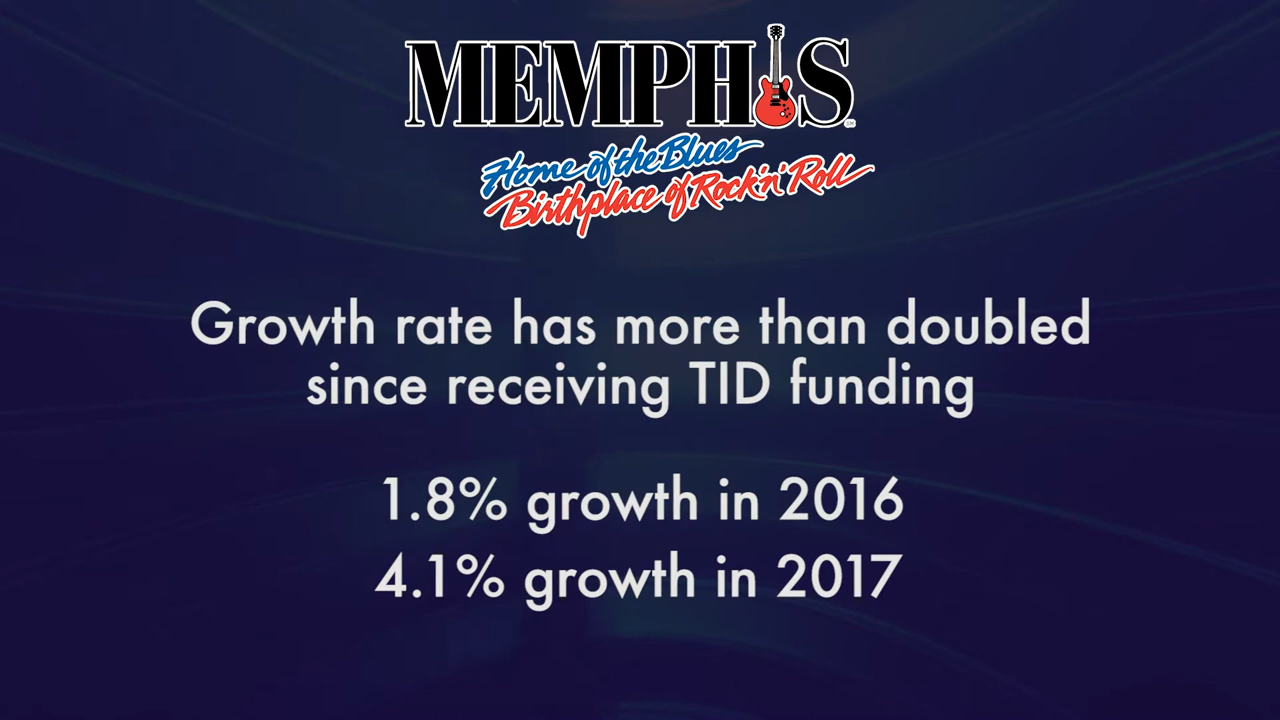 MEMPHIS
Home of the Blues
Birthplace of Rock 'n' Roll
Growth rate has more than doubled
since receiving TID funding
1.8% growth in 2016
4.1% growth in 2017